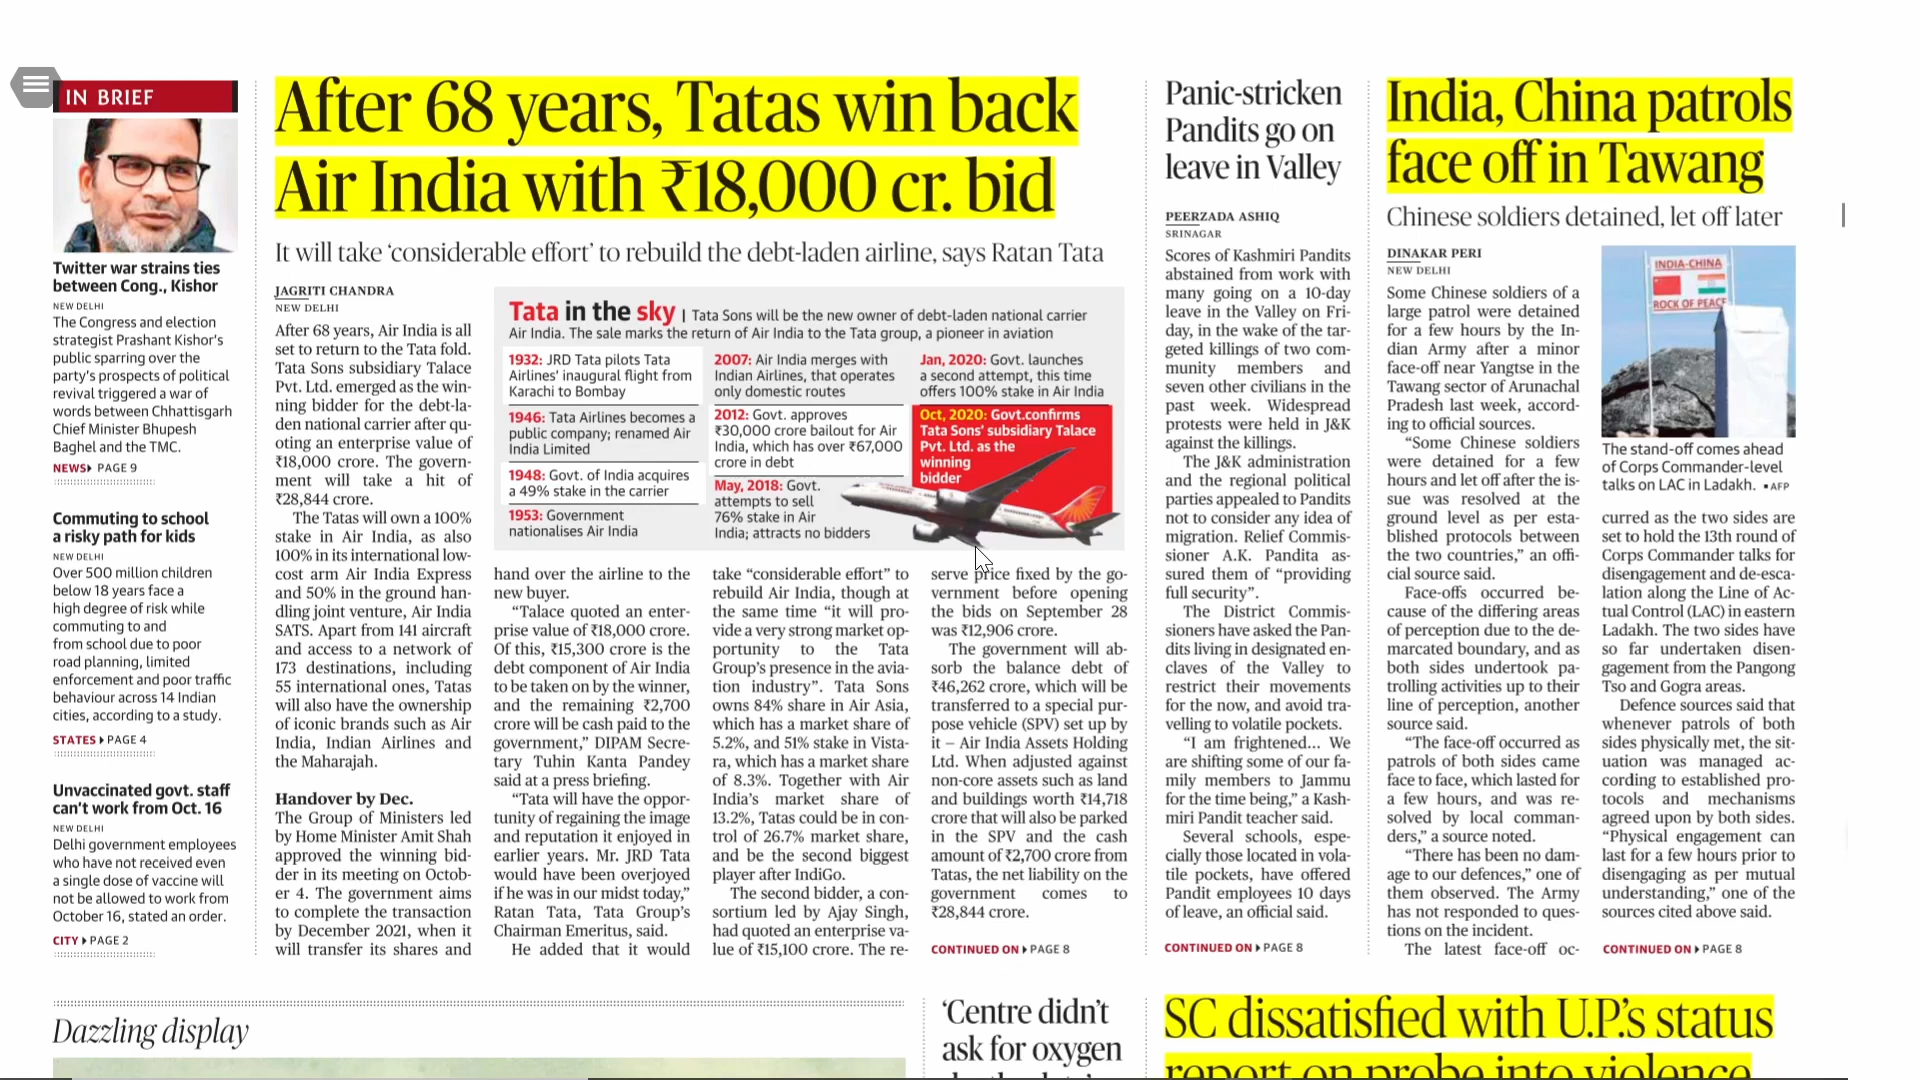 IN BRIEF
Twitter war strains ties
between Cong., Kishor
NEW DELHI
The Congress and election
strategist Prashant Kishor's
public sparring over the
party's prospects of political
revival triggered a war of
words between Chhattisgarh
Chief Minister Bhupesh
Baghel and the TMC.
NEWS PAGE 9
Commuting to school
a risky path for kids
NEW DELHI
Over 500 million children
below 18 years face a
high degree of risk while
commuting to and
from school due to poor
road planning, limited
enforcement and poor traffic
behaviour across 14 Indian
cities, according to a study.
STATES PAGE 4
Unvaccinated govt. staff
can't work from Oct. 16
NEW DELHI
Delhi government employees
who have not received even
a single dose of vaccine will
not be allowed to work from
October 16, stated an order.
CITY PAGE 2
After 68 years, Tatas win back
Air India with ₹18,000 cr. bid
It will take 'considerable effort' to rebuild the debt-laden airline, says Ratan Tata
JAGRITI CHANDRA
NEW DELHI
After 68 years, Air India is all
set to return to the Tata fold.
Tata Sons subsidiary Talace
Pvt. Ltd. emerged as the win-
ning bidder for the debt-la-
den national carrier after qu-
oting an enterprise value of
₹18,000 crore. The govern-
ment will take a hit of
₹28,844 crore.
The Tatas will own a 100%
stake in Air India, as also
100% in its international low-
cost arm Air India Express
and 50% in the ground han-
dling joint venture, Air India
SATS. Apart from 141 aircraft
and access to a network of
173 destinations, including
55 international ones, Tatas
will also have the ownership
of iconic brands such as Air
India, Indian Airlines and
the Maharajah.
Handover by Dec.
The Group of Ministers led
by Home Minister Amit Shah
approved the winning bid-
der in its meeting on Octob-
er 4. The government aims
to complete the transaction
by December 2021, when it
will transfer its shares and
Tata in the sky | Tata Sons will be the new owner of debt-laden national carrier
Air India. The sale marks the return of Air India to the Tata group, a pioneer in aviation
1932: JRD Tata pilots Tata
Airlines' inaugural flight from
Karachi to Bombay
1946: Tata Airlines becomes a
public company; renamed Air
India Limited
1948: Govt. of India acquires
a 49% stake in the carrier
1953: Government
nationalises Air India
2007: Air India merges with
Indian Airlines, that operates
only domestic routes
2012: Govt. approves
₹30,000 crore bailout for Air
India, which has over ₹67,000
crore in debt
May, 2018: Govt.
attempts to sell
76% stake in Air
India; attracts no bidders
Jan, 2020: Govt. launches
a second attempt, this time
offers 100% stake in Air India
Oct, 2020: Govt.confirms
Tata Sons' subsidiary Talace
Pvt. Ltd. as the
winning
bidder
hand over the airline to the
new buyer.
"Talace quoted an enter-
prise value of ₹18,000 crore.
Of this, ₹15,300 crore is the
debt component of Air India
to be taken on by the winner,
and the remaining ₹2,700
crore will be cash paid to the
government," DIPAM Secre-
tary Tuhin Kanta Pandey
said at a press briefing.
"Tata will have the oppor-
tunity of regaining the image
and reputation it enjoyed in
earlier years. Mr. JRD Tata
would have been overjoyed
if he was in our midst today,"
Ratan Tata, Tata Group's
Chairman Emeritus, said.
He added that it would
take "considerable effort" to
rebuild Air India, though at
the same time "it will pro-
vide a very strong market op-
portunity to the Tata
Group's presence in the avia-
tion industry". Tata Sons
owns 84% share in Air Asia,
which has a market share of
5.2%, and 51% stake in Vista-
ra, which has a market share
of 8.3%. Together with Air
India's market share of
13.2%, Tatas could be in con-
trol of 26.7% market share,
and be the second biggest
player after IndiGo.
The second bidder, a con-
sortium led by Ajay Singh,
had quoted an enterprise va-
lue of ₹15,100 crore. The re-
serve price fixed by the go-
vernment before opening
the bids on September 28
was ₹12,906 crore.
The government will ab-
sorb the balance debt of
₹46,262 crore, which will be
transferred to a special pur-
pose vehicle (SPV) set up by
it – Air India Assets Holding
Ltd. When adjusted against
non-core assets such as land
and buildings worth ₹14,718
crore that will also be parked
in the SPV and the cash
amount of ₹2,700 crore from
Tatas, the net liability on the
government comes to
₹28,844 crore.
CONTINUED ON PAGE 8
Panic-stricken
Pandits go on
leave in Valley
PEERZADA ASHIQ
SRINAGAR
Scores of Kashmiri Pandits
abstained from work with
many going on a 10-day
leave in the Valley on Fri-
day, in the wake of the tar-
geted killings of two com-
munity members and
seven other civilians in the
past week. Widespread
protests were held in J&K
against the killings.
The J&K administration
and the regional political
parties appealed to Pandits
not to consider any idea of
migration. Relief Commis-
sioner A.K. Pandita as-
sured them of "providing
full security".
The District Commis-
sioners have asked the Pan-
dits living in designated en-
claves of the Valley to
restrict their movements
for the now, and avoid tra-
velling to volatile pockets.
"I am frightened... We
are shifting some of our fa-
mily members to Jammu
for the time being," a Kash-
miri Pandit teacher said.
Several schools, espe-
cially those located in vola-
tile pockets, have offered
Pandit employees 10 days
of leave, an official said.
CONTINUED ON PAGE 8
India, China patrols
face off in Tawang
Chinese soldiers detained, let off later
DINAKAR PERI
NEW DELHI
Some Chinese soldiers of a
large patrol were detained
for a few hours by the In-
dian Army after a minor
face-off near Yangtse in the
Tawang sector of Arunachal
Pradesh last week, accord-
ing to official sources.
"Some Chinese soldiers
were detained for a few
hours and let off after the is-
sue was resolved at the
ground level as per esta-
blished protocols between
the two countries," an offi-
cial source said.
Face-offs occurred be-
cause of the differing areas
of perception due to the de-
marcated boundary, and as
both sides undertook pa-
trolling activities up to their
line of perception, another
source said.
"The face-off occurred as
patrols of both sides came
face to face, which lasted for
a few hours, and was re-
solved by local comman-
ders," a source noted.
"There has been no dam-
age to our defences," one of
them observed. The Army
has not responded to ques-
tions on the incident.
The latest face-off oc-
INDIA-CHINA
ROCK OF PEACE
The stand-off comes ahead
of Corps Commander-level
talks on LAC in Ladakh. ▪ AFP
curred as the two sides are
set to hold the 13th round of
Corps Commander talks for
disengagement and de-esca-
lation along the Line of Ac-
tual Control (LAC) in eastern
Ladakh. The two sides have
so far undertaken disen-
gagement from the Pangong
Tso and Gogra areas.
Defence sources said that
whenever patrols of both
sides physically met, the sit-
uation was managed ac-
cording to established pro-
tocols and mechanisms
agreed upon by both sides.
"Physical engagement can
last for a few hours prior to
disengaging as per mutual
understanding," one of the
sources cited above said.
CONTINUED ON PAGE 8
Dazzling display
'Centre didn't
ask for oxygen
SC dissatisfied with U.P.'s status
report on probe into violence